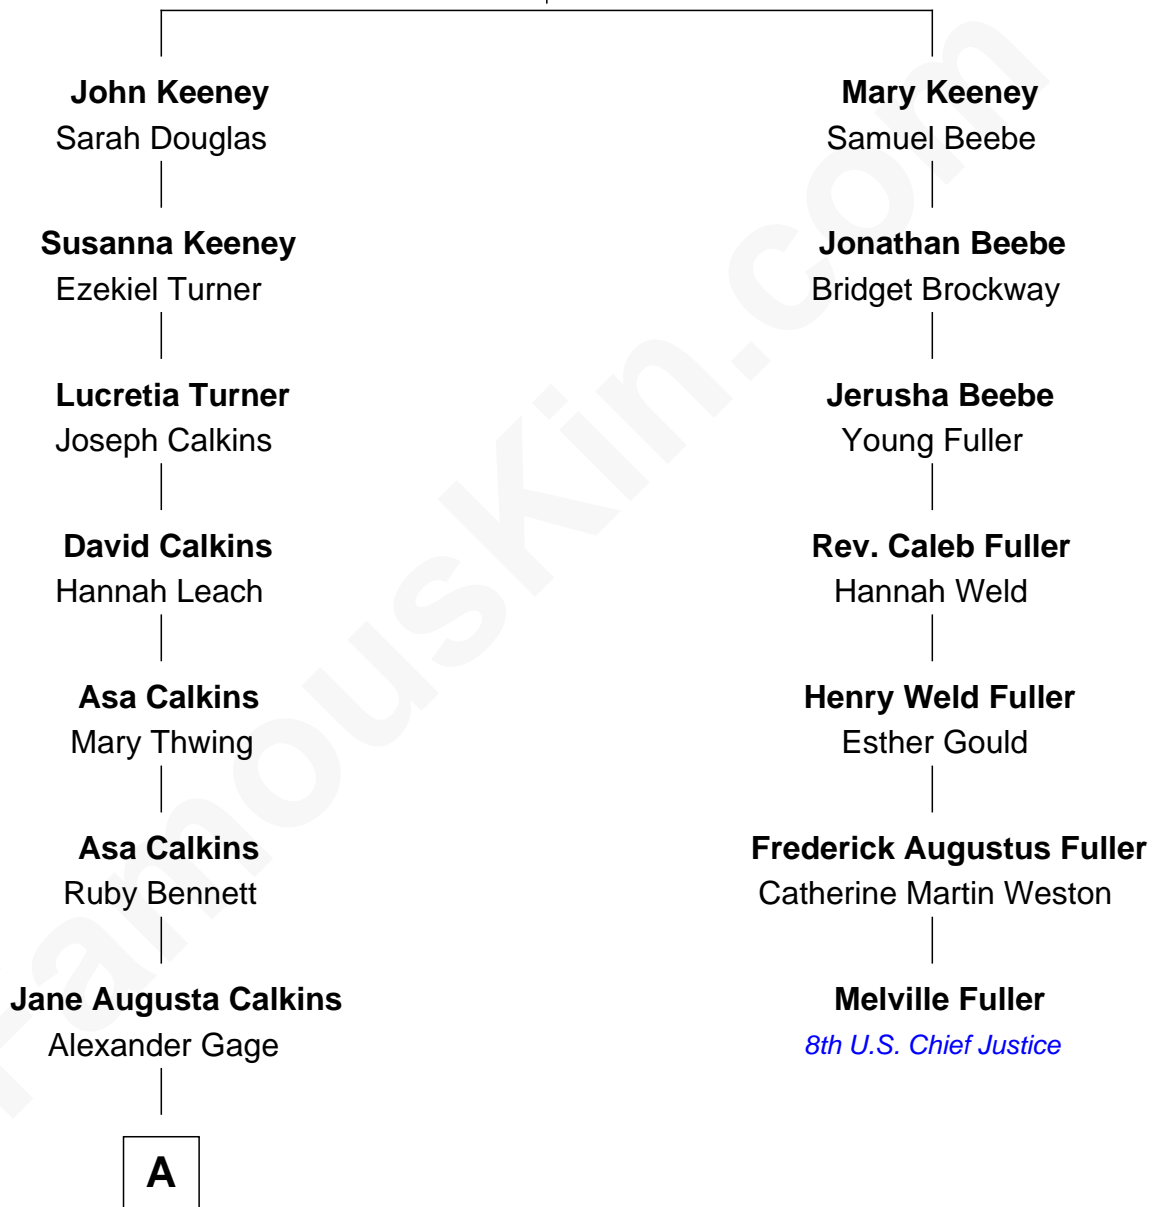 John Keeney
Sarah Douglas
Susanna Keeney
Ezekiel Turner
Lucretia Turner
Joseph Calkins
David Calkins
Hannah Leach
Asa Calkins
Mary Thwing
Asa Calkins
Ruby Bennett
Jane Augusta Calkins
Alexander Gage
A
Mary Keeney
Samuel Beebe
Jonathan Beebe
Bridget Brockway
Jerusha Beebe
Young Fuller
Rev. Caleb Fuller
Hannah Weld
Henry Weld Fuller
Esther Gould
Frederick Augustus Fuller
Catherine Martin Weston
Melville Fuller
8th U.S. Chief Justice
FamousKin.com